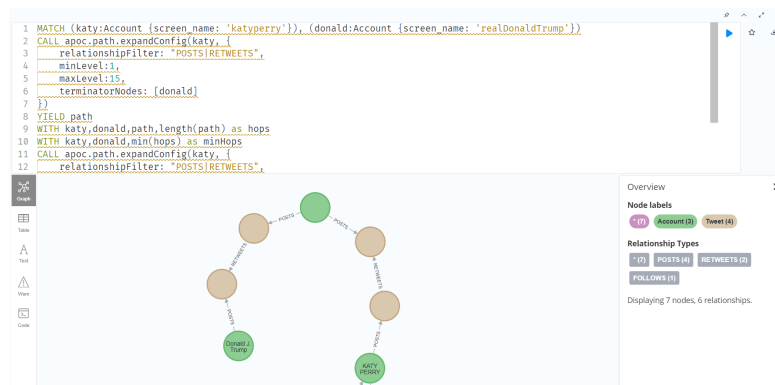 1 MATCH (katy:Account {screen_name: 'katyperry'}), (donald:Account {screen_name: 'realDonaldTrump'})
2 CALL apoc.path.expandConfig(katy, {
3     relationshipFilter: "POSTS|RETWEETS",
4     minLevel:1,
5     maxLevel:15,
6     terminatorNodes: [donald]
7 })
8 YIELD path
9 WITH katy,donald,path,length(path) as hops
10 WITH katy,donald,min(hops) as minHops
11 CALL apoc.path.expandConfig(katy, {
12     relationshipFilter: "POSTS|RETWEETS",
Graph
Table
Text
Warn
Code
POSTS
POSTS
RETWEETS
RETWEETS
POSTS
POSTS
Donald J.
Trump
KATY
PERRY
Overview
Node labels
* (7) Account (3) Tweet (4)
Relationship Types
* (7) POSTS (4) RETWEETS (2)
FOLLOWS (1)
Displaying 7 nodes, 6 relationships.